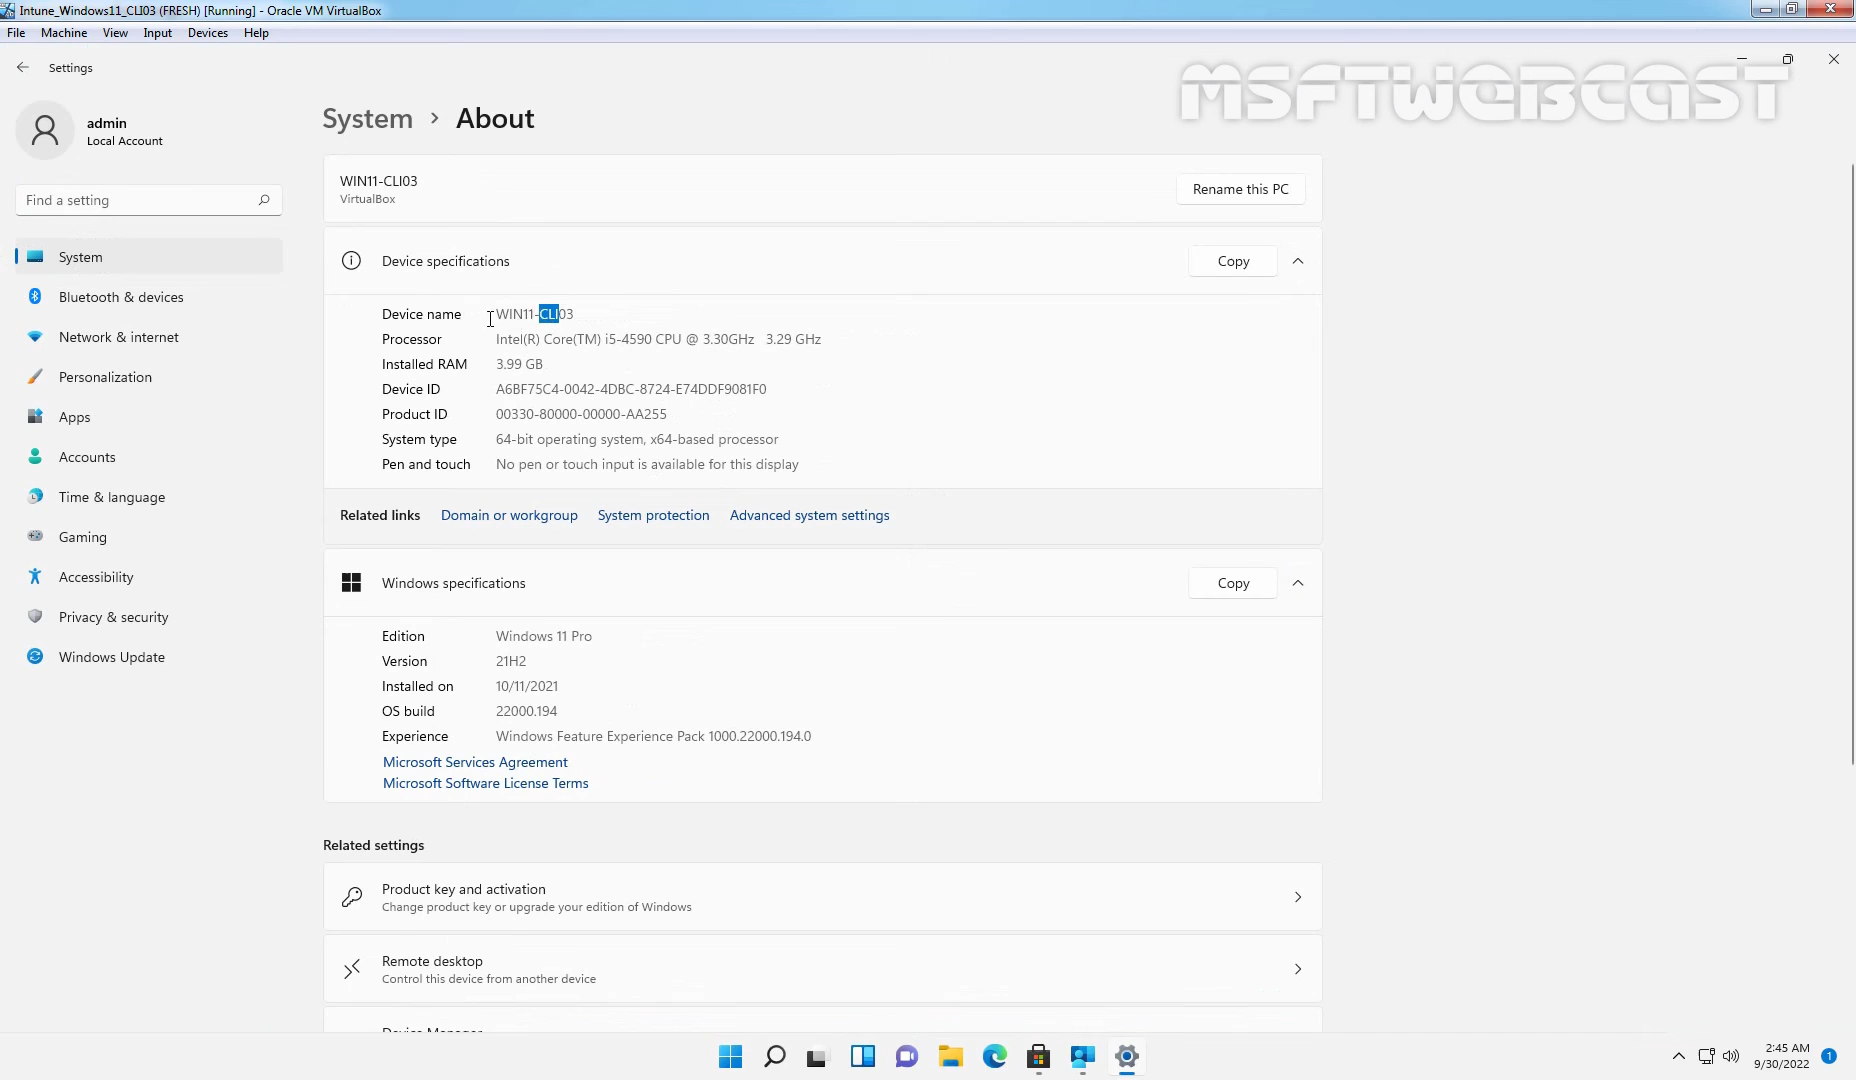 Intune_Windows11_CLI03 (FRESH) [Running] - Oracle VM VirtualBox
File Machine View Input Devices Help
Settings
MSFTWEBCAST
admin
Local Account
Find a setting
System
Bluetooth & devices
Network & internet
Personalization
Apps
Accounts
Time & language
Gaming
Accessibility
Privacy & security
Windows Update
System > About
WIN11-CLI03
VirtualBox
Rename this PC
Device specifications
Copy
Device name WIN11-CLI03
Processor Intel(R) Core(TM) i5-4590 CPU @ 3.30GHz 3.29 GHz
Installed RAM 3.99 GB
Device ID A6BF75C4-0042-4DBC-8724-E74DDF9081F0
Product ID 00330-80000-00000-AA255
System type 64-bit operating system, x64-based processor
Pen and touch No pen or touch input is available for this display
Related links Domain or workgroup System protection Advanced system settings
Windows specifications
Copy
Edition Windows 11 Pro
Version 21H2
Installed on 10/11/2021
OS build 22000.194
Experience Windows Feature Experience Pack 1000.22000.194.0
Microsoft Services Agreement
Microsoft Software License Terms
Related settings
Product key and activation
Change product key or upgrade your edition of Windows
Remote desktop
Control this device from another device
Device Manager
2:45 AM
9/30/2022
1